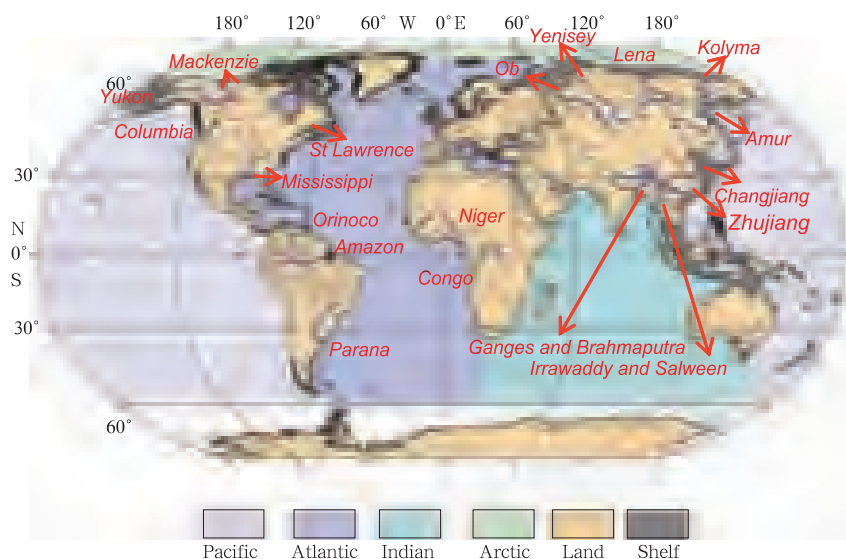 180° 120° 60° W 0° E 60° 120° 180°
Yenisey
Mackenzie
Lena
Kolyma
Ob
60°
Yukon
Columbia
St Lawrence
Amur
30°
Mississippi
Changjiang
Orinoco
Niger
Zhujiang
N
Amazon
0°
S
Congo
30°
Parana
Ganges and Brahmaputra
Irrawaddy and Salween
60°
Pacific Atlantic Indian Arctic Land Shelf